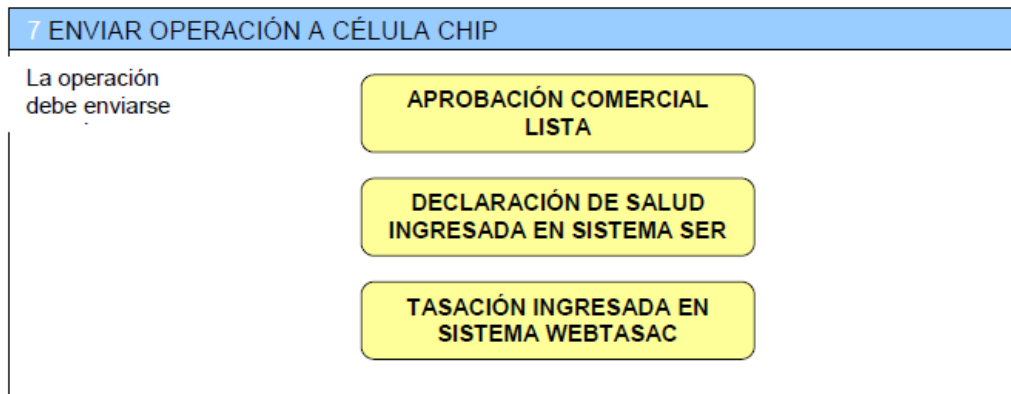 7 ENVIAR OPERACIÓN A CÉLULA CHIP
La operación
debe enviarse
APROBACIÓN COMERCIAL
LISTA
DECLARACIÓN DE SALUD
INGRESADA EN SISTEMA SER
TASACIÓN INGRESADA EN
SISTEMA WEBTASAC